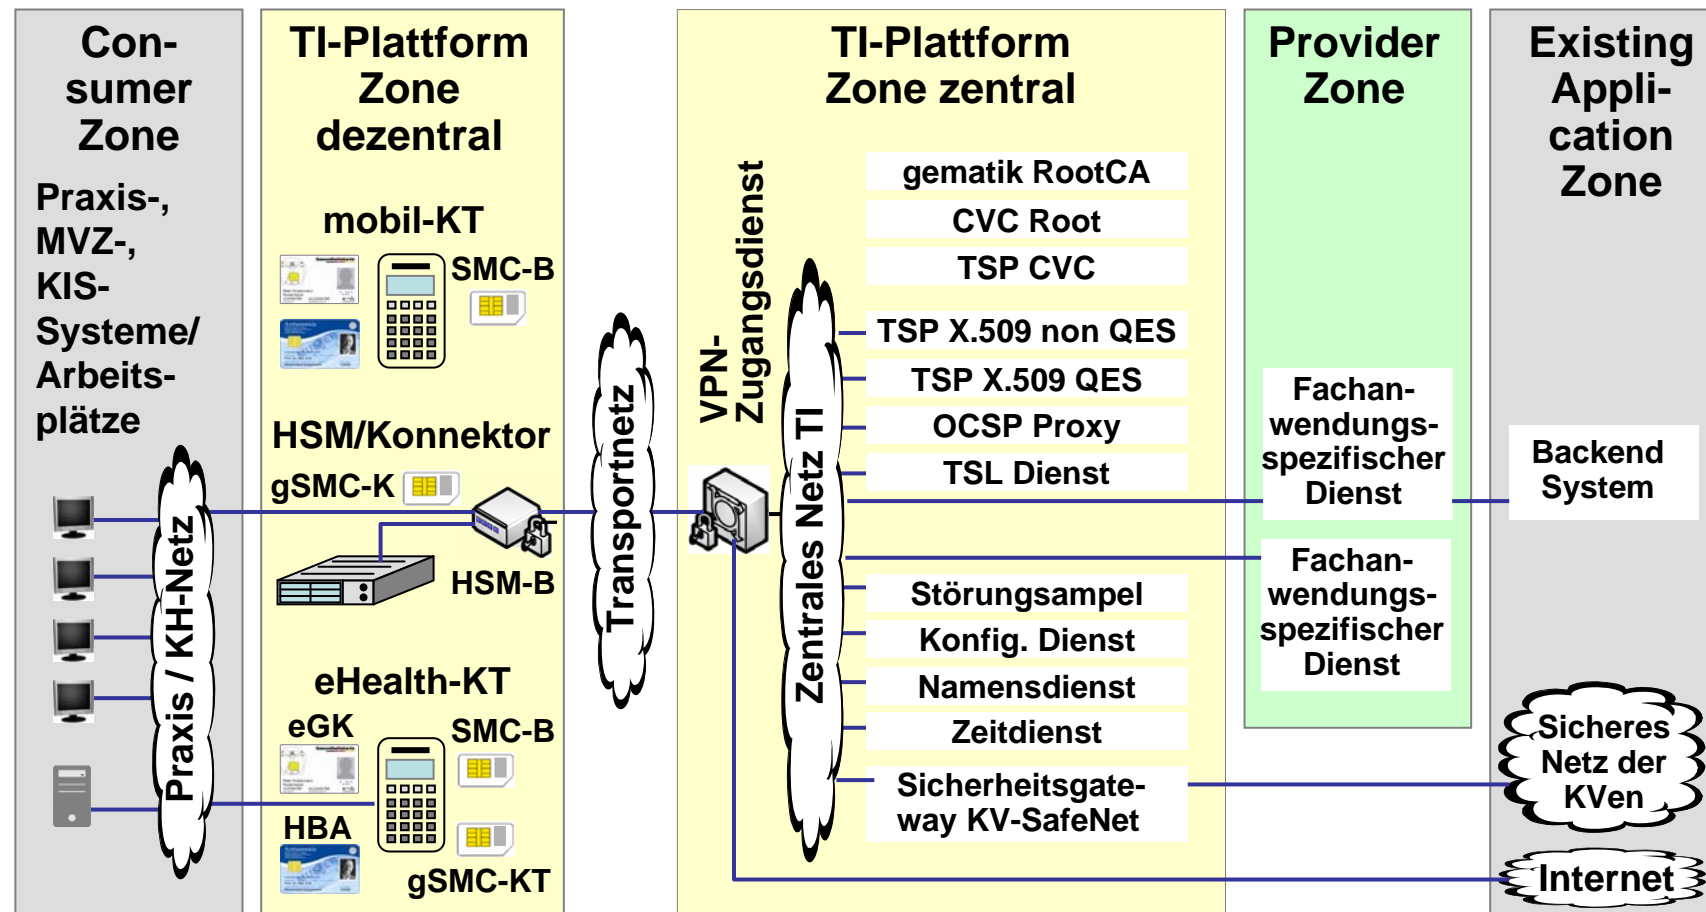 Con-
sumer
Zone
Praxis-,
MVZ-,
KIS-
Systeme/
Arbeits-
plätze
Praxis / KH-Netz
TI-Plattform
Zone
dezentral
mobil-KT
SMC-B
HSM/Konnektor
gSMC-K
HSM-B
eHealth-KT
eGK
SMC-B
HBA
gSMC-KT
Transportnetz
TI-Plattform
Zone zentral
VPN-
Zugangsdienst
Zentrales Netz TI
gematik RootCA
CVC Root
TSP CVC
TSP X.509 non QES
TSP X.509 QES
OCSP Proxy
TSL Dienst
Störungsampel
Konfig. Dienst
Namensdienst
Zeitdienst
Sicherheitsgate-
way KV-SafeNet
Provider
Zone
Fachan-
wendungs-
spezifischer
Dienst
Fachan-
wendungs-
spezifischer
Dienst
Existing
Appli-
cation
Zone
Backend
System
Sicheres
Netz der
KVen
Internet